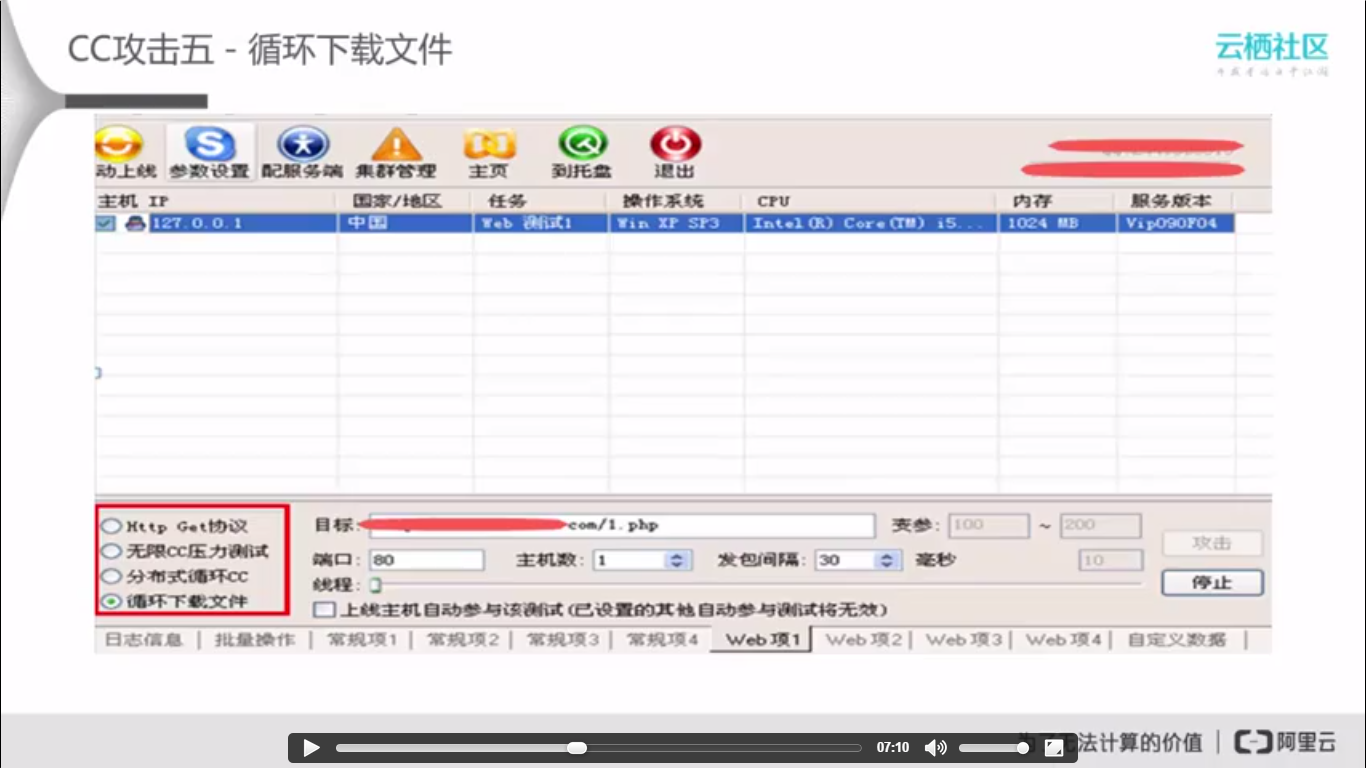 CC攻击五 - 循环下载文件
云栖社区
动上线 参数设置 配服务端 集群管理 主页 到托盘 退出
主机 IP 国家/地区 任务 操作系统 CPU 内存 服务版本
127.0.0.1 中国 Web 测试1 Win XP SP3 Intel(R) Core(TM) i5... 1024 MB Vip090F04
Http Get协议
无限CC压力测试
分布式循环CC
循环下载文件
目标: com/1.php 变参: 100 ~ 200
端口: 80 主机数: 1 发包间隔: 30 毫秒 10
线程:
上线主机自动参与该测试(已设置的其他自动参与测试将无效)
攻击
停止
日志信息 | 批量操作 | 常规项1 | 常规项2 | 常规项3 | 常规项4 Web项1 Web项2 | Web项3 | Web项4 | 自定义数据 |
07:10
无法计算的价值 | 阿里云